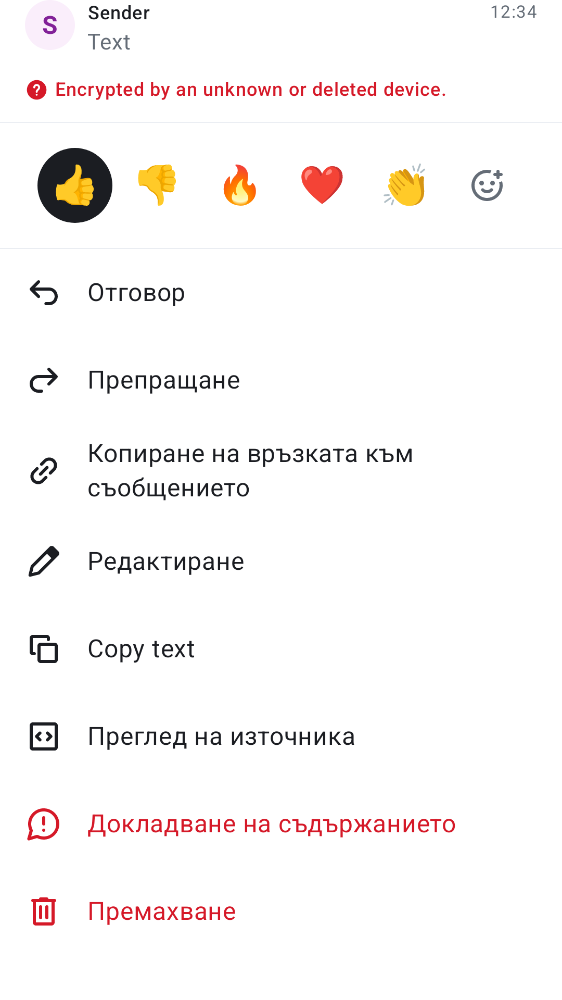 S
Sender
12:34
Text
Encrypted by an unknown or deleted device.
Отговор
Препращане
Копиране на връзката към
съобщението
Редактиране
Copy text
Преглед на източника
Докладване на съдържанието
Премахване